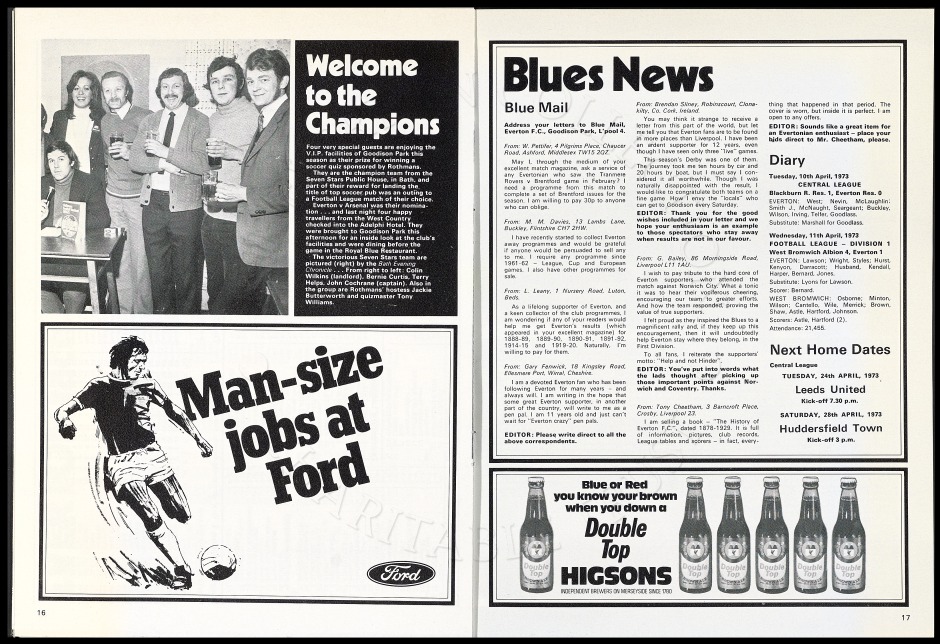 Welcome
to the
Champions
Four very special guests are enjoying the
V.I.P. facilities of Goodison Park this
season as their prize for winning a
soccer quiz sponsored by Rothmans.
They are the champion team from the
Seven Stars Public House, in Bath, and
part of their reward for landing the
title of top soccer pub was an outing to
a Football League match of their choice.
Everton v Arsenal was their nomina-
tion . . . and last night four happy
travellers from the West Country
checked into the Adelphi Hotel. They
were brought to Goodison Park this
afternoon for an inside look at the club's
facilities and were dining before the
game in the Royal Blue Restaurant.
The victorious Seven Stars team are
pictured (right) by the Bath Evening
Chronicle . . . From right to left: Colin
Wilkins (landlord), Bernie Curtis, Terry
Helps, John Cochrane (captain). Also in
the group are Rothmans' hostess Jackie
Butterworth and quizmaster Tony
Williams.
Man-size
jobs at
Ford
Ford
16
Blues News
Blue Mail
Address your letters to Blue Mail,
Everton F.C., Goodison Park, L'pool 4.
From: W. Pettifer, 4 Pilgrims Place, Chaucer
Road, Ashford, Middlesex TW15 2QZ.
May I, through the medium of your
excellent match magazine, ask a service of
any Evertonian who saw the Tranmere
Rovers v Brentford game in February? I
need a programme from this match to
complete a set of Brentford issues for the
season. I am willing to pay 30p to anyone
who can oblige.
From: M. M. Davies, 13 Lambs Lane,
Buckley, Flintshire CH7 2HW.
I have recently started to collect Everton
away programmes and would be grateful
if anyone would be persuaded to sell any
to me. I require any programme since
1961-62 – League, Cup and European
games. I also have other programmes for
sale.
From: L. Leany, 1 Nursery Road, Luton,
Beds.
As a lifelong supporter of Everton, and
a keen collector of the club programmes, I
am wondering if any of your readers would
help me get Everton's results (which
appeared in your excellent magazine) for
1888-89, 1889-90, 1890-91, 1891-92,
1914-15 and 1919-20. Naturally, I'm
willing to pay for them.
From: Gary Fenwick, 18 Kingsley Road,
Ellesmere Port, Wirral, Cheshire.
I am a devoted Everton fan who has been
following Everton for many years – and
always will. I am writing in the hope that
some great Everton supporter, in another
part of the country, will write to me as a
pen pal. I am 11 years old and just can't
wait for "Everton crazy" pen pals.
EDITOR: Please write direct to all the
above correspondents.
From: Brendan Sliney, Robinscourt, Clona-
kilty, Co. Cork, Ireland.
You may think it strange to receive a
letter from this part of the world, but let
me tell you that Everton fans are to be found
in more places than Liverpool. I have been
an ardent supporter for 12 years, even
though I have seen only three "live" games.
This season's Derby was one of them.
The journey took me ten hours by car and
20 hours by boat, but I must say I con-
sidered it all worthwhile. Though I was
naturally disappointed with the result, I
would like to congratulate both teams on a
fine game. How I envy the "locals" who
can get to Goodison every Saturday.
EDITOR: Thank you for the good
wishes included in your letter and we
hope your enthusiasm is an example
to those spectators who stay away
when results are not in our favour.
From: G. Bailey, 86 Morningside Road,
Liverpool L11 1AU.
I wish to pay tribute to the hard core of
Everton supporters who attended the
match against Norwich City. What a tonic
it was to hear their vociferous cheering,
encouraging our team to greater efforts.
And how the team responded, proving the
value of true supporters.
I felt proud as they inspired the Blues to a
magnificent rally and, if they keep up this
encouragement, then it will undoubtedly
help Everton stay where they belong, in the
First Division.
To all fans, I reiterate the supporters'
motto: "Help and not Hinder".
EDITOR: You've put into words what
the lads thought after picking up
those important points against Nor-
wich and Coventry. Thanks.
From: Tony Cheetham, 3 Barncroft Place,
Crosby, Liverpool 23.
I am selling a book – "The History of
Everton F.C.", dated 1878-1929. It is full
of information, pictures, club records,
League tables and scorers – in fact, every-
thing that happened in that period. The
cover is worn, but inside it is perfect. I am
open to any offers.
EDITOR: Sounds like a great item for
an Evertonian enthusiast – place your
bids direct to Mr. Cheetham, please.
Diary
Tuesday, 10th April, 1973
CENTRAL LEAGUE
Blackburn R. Res. 1, Everton Res. 0
EVERTON: West; Nevin, McLaughlin;
Smith J., McNaught, Seargeant; Buckley,
Wilson, Irving, Telfer, Goodlass.
Substitute: Marshall for Goodlass.
Wednesday, 11th April, 1973
FOOTBALL LEAGUE – DIVISION 1
West Bromwich Albion 4, Everton 1
EVERTON: Lawson; Wright, Styles; Hurst,
Kenyon, Darracott; Husband, Kendall,
Harper, Bernard, Jones.
Substitute: Lyons for Lawson.
Scorer: Bernard.
WEST BROMWICH: Osborne; Minton,
Wilson; Cantello, Wile, Merrick; Brown,
Shaw, Astle, Hartford, Johnson.
Scorers: Astle, Hartford (2).
Attendance: 21,455.
Next Home Dates
Central League
TUESDAY, 24th APRIL, 1973
Leeds United
Kick-off 7.30 p.m.
SATURDAY, 28th APRIL, 1973
Huddersfield Town
Kick-off 3 p.m.
Blue or Red
you know your brown
when you down a
Double
Top
HIGSONS
INDEPENDENT BREWERS ON MERSEYSIDE SINCE 1780
Double Top
Double Top
Double Top
Double Top
Double Top
Double Top
17